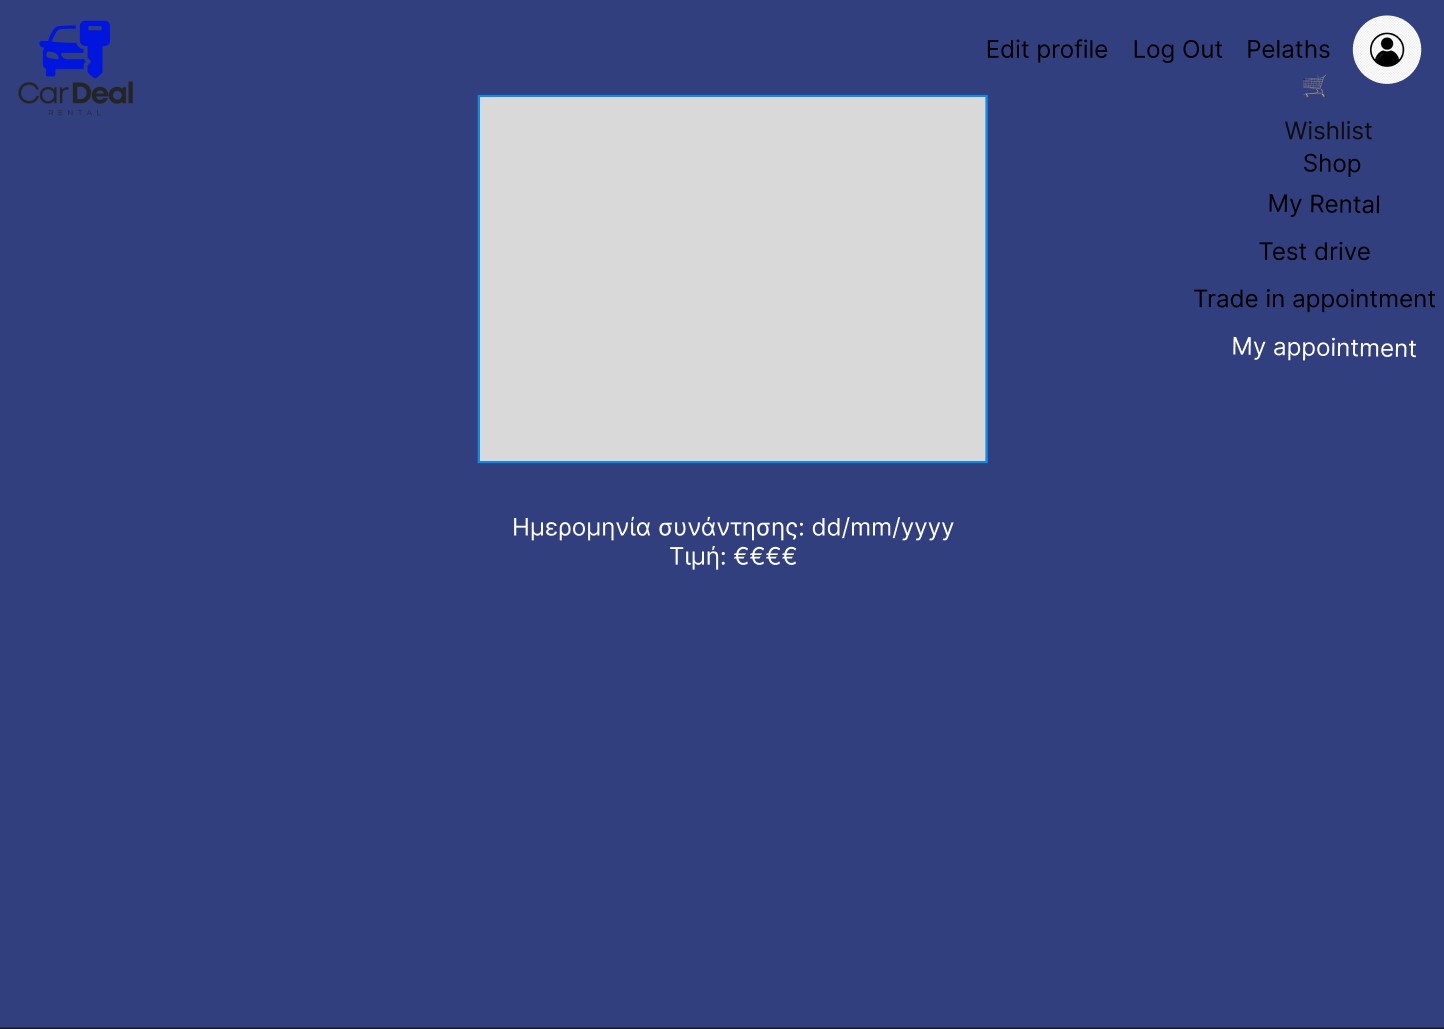 CarDeal
RENTAL
Edit profile Log Out Pelaths
Wishlist
Shop
My Rental
Test drive
Trade in appointment
My appointment
Ημερομηνία συνάντησης: dd/mm/yyyy
Τιμή: €€€€